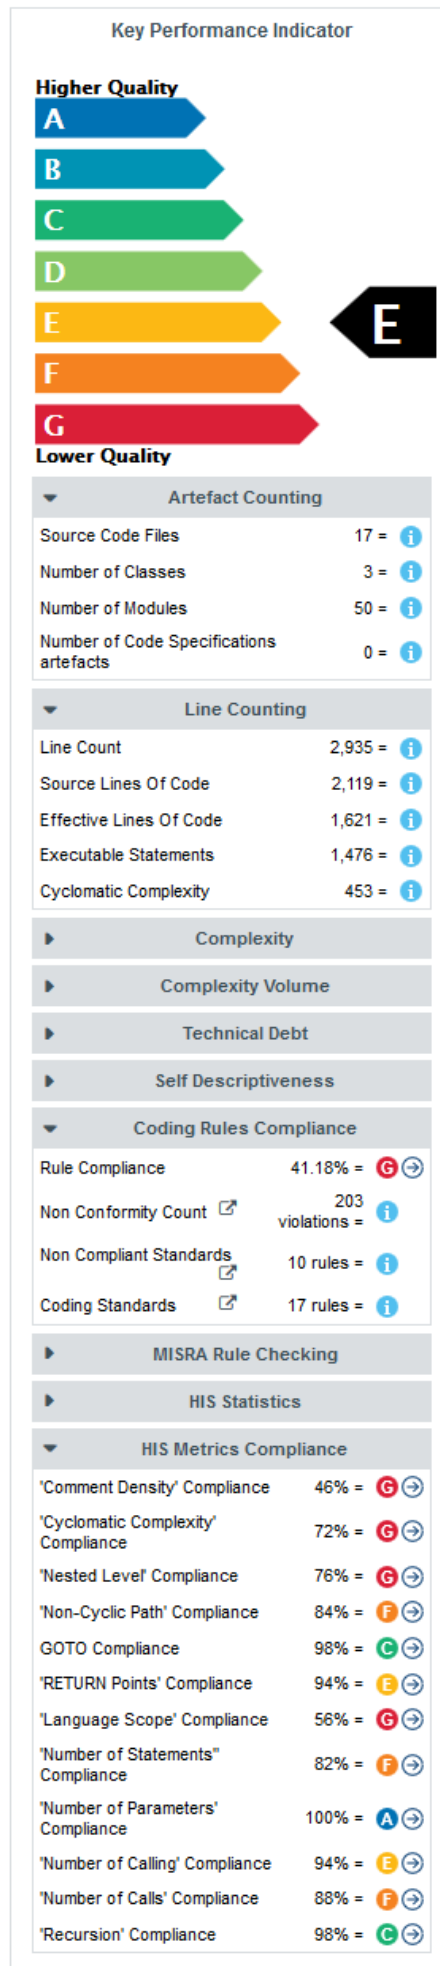 Key Performance Indicator
Higher Quality
A
B
C
D
E
E
F
G
Lower Quality
Artefact Counting
Source Code Files 17 =
Number of Classes 3 =
Number of Modules 50 =
Number of Code Specifications
artefacts 0 =
Line Counting
Line Count 2,935 =
Source Lines Of Code 2,119 =
Effective Lines Of Code 1,621 =
Executable Statements 1,476 =
Cyclomatic Complexity 453 =
Complexity
Complexity Volume
Technical Debt
Self Descriptiveness
Coding Rules Compliance
Rule Compliance 41.18% = G
Non Conformity Count 203
violations =
Non Compliant Standards 10 rules =
Coding Standards 17 rules =
MISRA Rule Checking
HIS Statistics
HIS Metrics Compliance
'Comment Density' Compliance 46% = G
'Cyclomatic Complexity'
Compliance 72% = G
'Nested Level' Compliance 76% = G
'Non-Cyclic Path' Compliance 84% = F
GOTO Compliance 98% = C
'RETURN Points' Compliance 94% = E
'Language Scope' Compliance 56% = G
'Number of Statements"
Compliance 82% = F
'Number of Parameters'
Compliance 100% = A
'Number of Calling' Compliance 94% = E
'Number of Calls' Compliance 88% = F
'Recursion' Compliance 98% = C